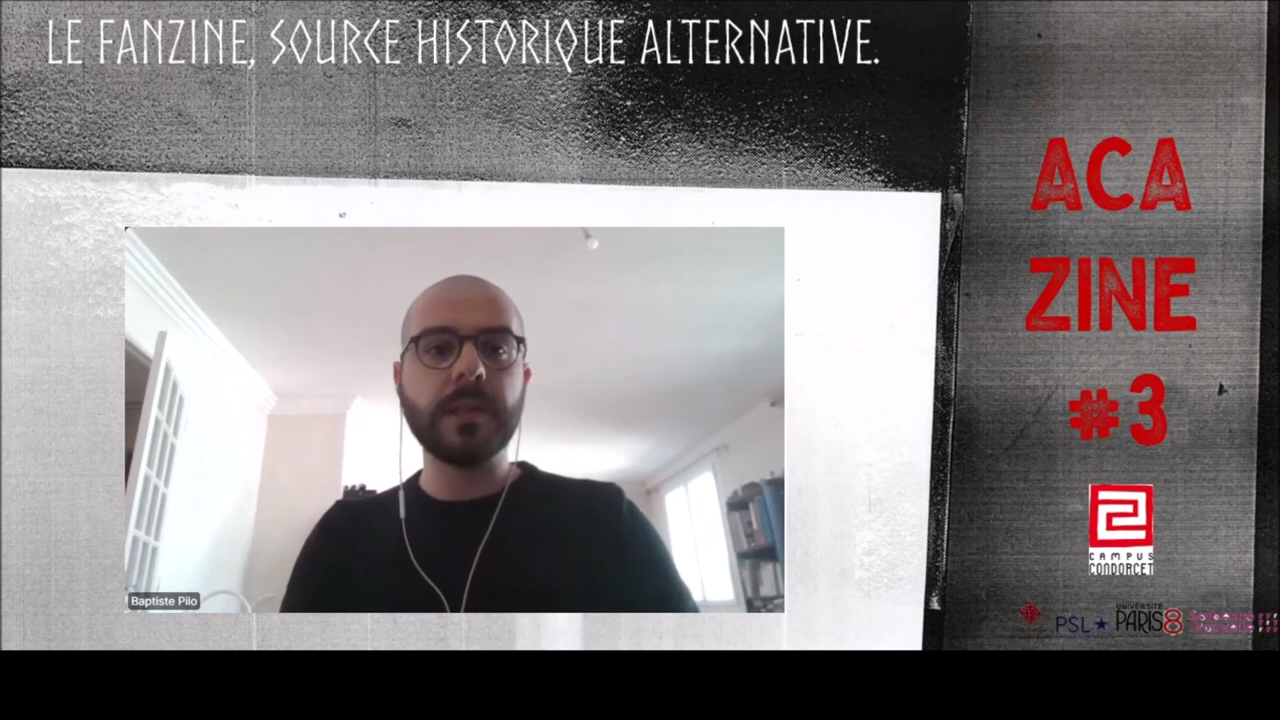 LE FANZINE, SOURCE HISTORIQUE ALTERNATIVE.
ACA
ZINE
#3
CAMPUS
CONDORCET
Baptiste Pilo
PSL
UNIVERSITÉ
PARIS8